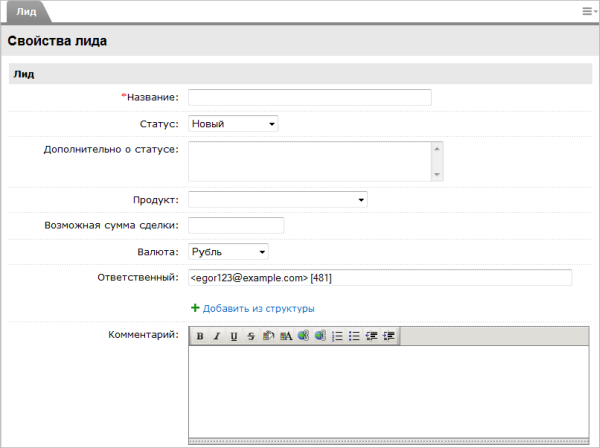 Лид
Свойства лида
Лид
*Название:
Статус: Новый
Дополнительно о статусе:
Продукт:
Возможная сумма сделки:
Валюта: Рубль
Ответственный: <egor123@example.com> [481]
+ Добавить из структуры
Комментарий:
B I U S